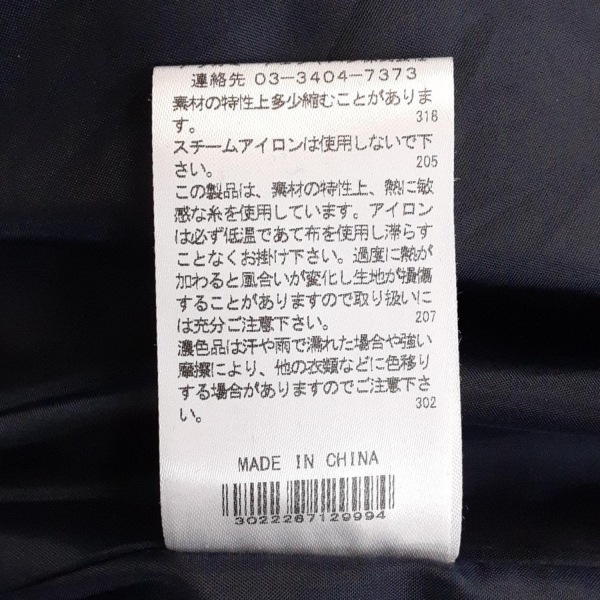 連絡先 03-3404-7373
素材の特性上多少縮むことがありま
す。 318
スチームアイロンは使用しないで下
さい。 205
この製品は、素材の特性上、熱に敏
感な糸を使用しています。アイロン
は必ず低温であて布を使用し滞らす
ことなくお掛け下さい。過度に熱が
加わると風合いが変化し生地が損傷
することがありますので取り扱いに
は充分ご注意下さい。 207
濃色品は汗や雨で濡れた場合や強い
摩擦により、他の衣類などに色移り
する場合がありますのでご注意下さ
い。 302
MADE IN CHINA
3022267129994